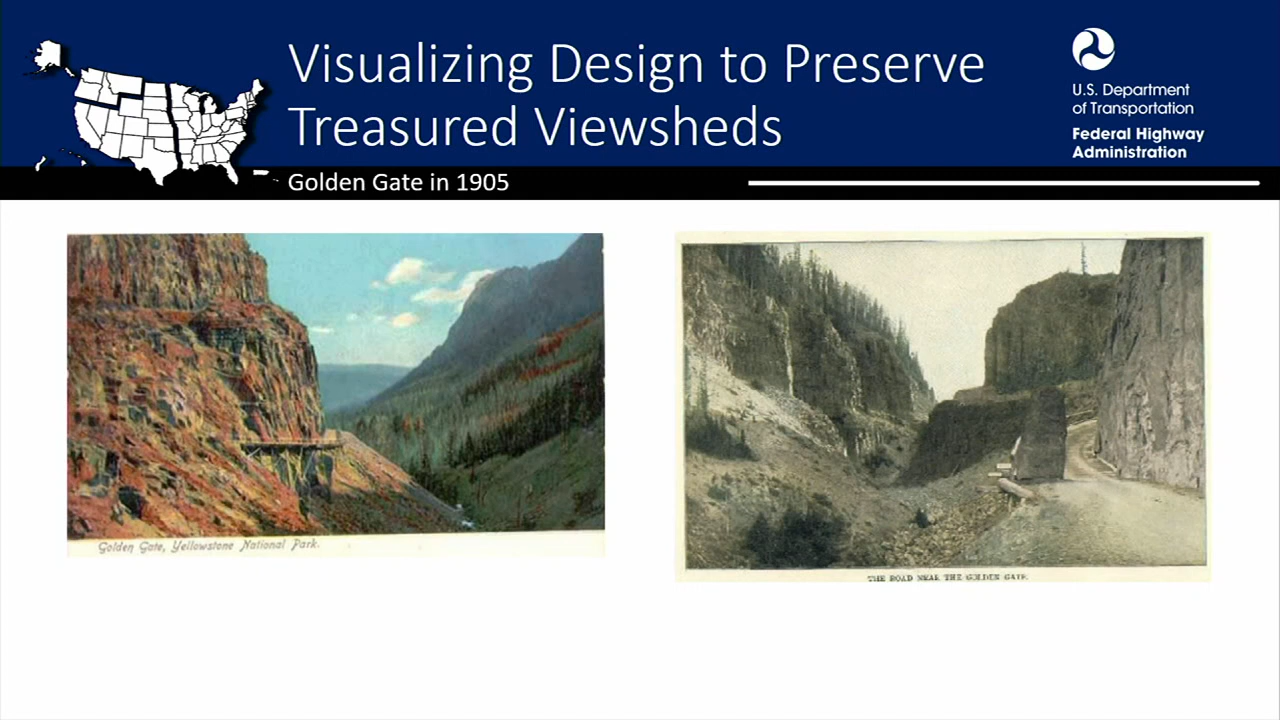 Visualizing Design to Preserve
Treasured Viewsheds
U.S. Department
of Transportation
Federal Highway
Administration
Golden Gate in 1905
Golden Gate, Yellowstone National Park.
THE ROAD NEAR THE GOLDEN GATE.